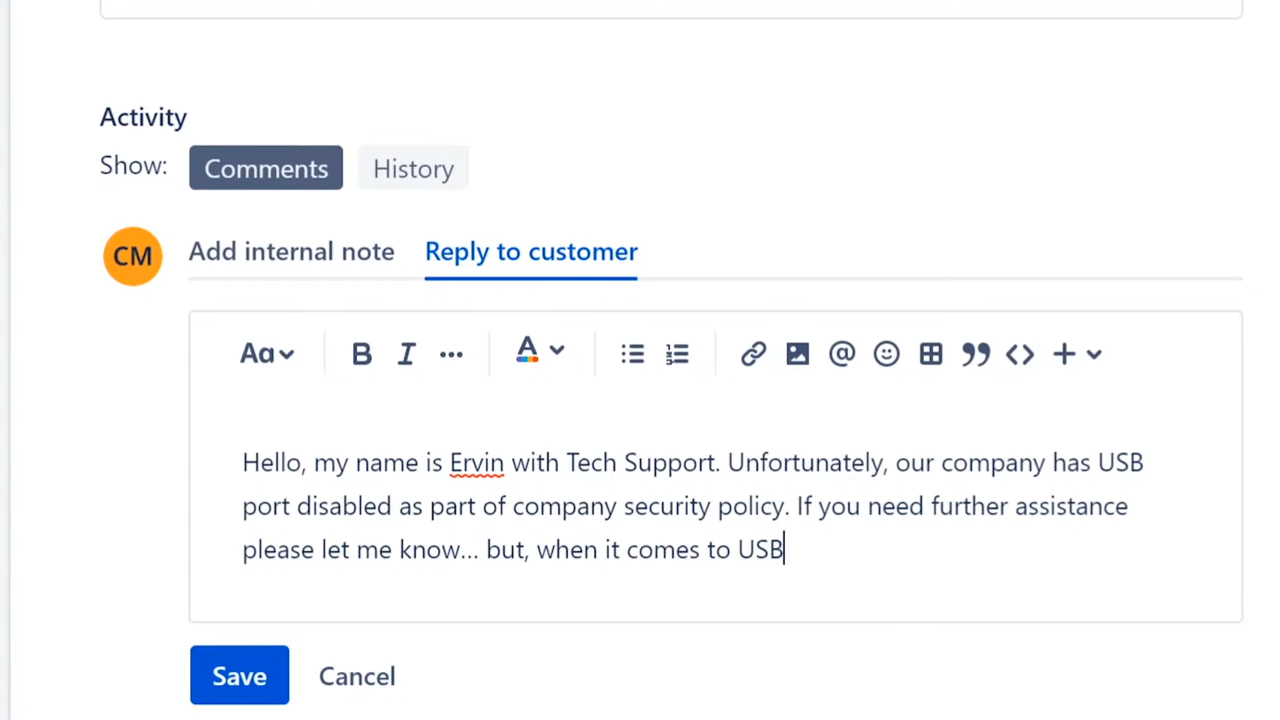 Activity
Show: Comments History
CM Add internal note Reply to customer
Aa B I ... A @ <> +
Hello, my name is Ervin with Tech Support. Unfortunately, our company has USB
port disabled as part of company security policy. If you need further assistance
please let me know... but, when it comes to USB
Save Cancel